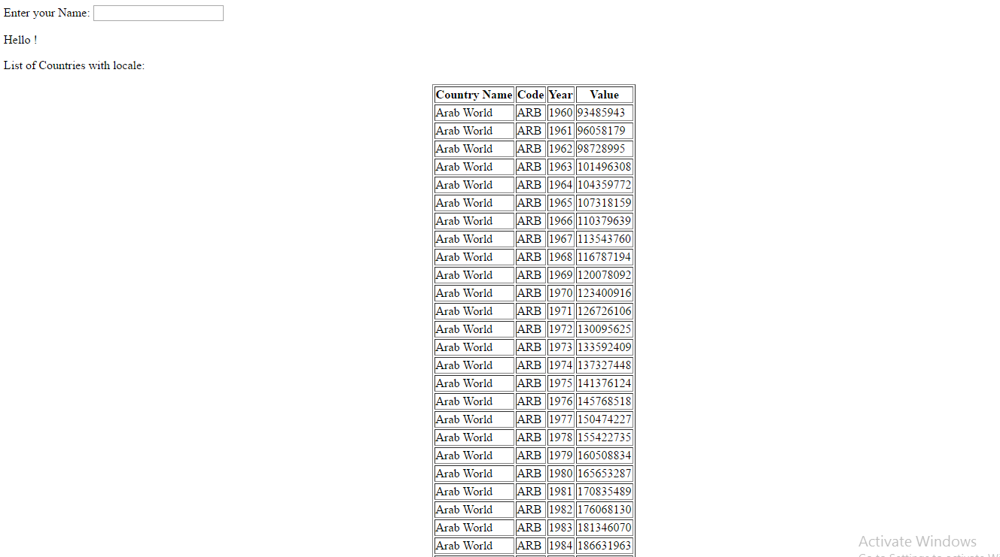 Enter your Name:
Hello !
List of Countries with locale:
Country Name Code Year Value
Arab World ARB 1960 93485943
Arab World ARB 1961 96058179
Arab World ARB 1962 98728995
Arab World ARB 1963 101496308
Arab World ARB 1964 104359772
Arab World ARB 1965 107318159
Arab World ARB 1966 110379639
Arab World ARB 1967 113543760
Arab World ARB 1968 116787194
Arab World ARB 1969 120078092
Arab World ARB 1970 123400916
Arab World ARB 1971 126726106
Arab World ARB 1972 130095625
Arab World ARB 1973 133592409
Arab World ARB 1974 137327448
Arab World ARB 1975 141376124
Arab World ARB 1976 145768518
Arab World ARB 1977 150474227
Arab World ARB 1978 155422735
Arab World ARB 1979 160508834
Arab World ARB 1980 165653287
Arab World ARB 1981 170835489
Arab World ARB 1982 176068130
Arab World ARB 1983 181346070
Arab World ARB 1984 186631963
Activate Windows